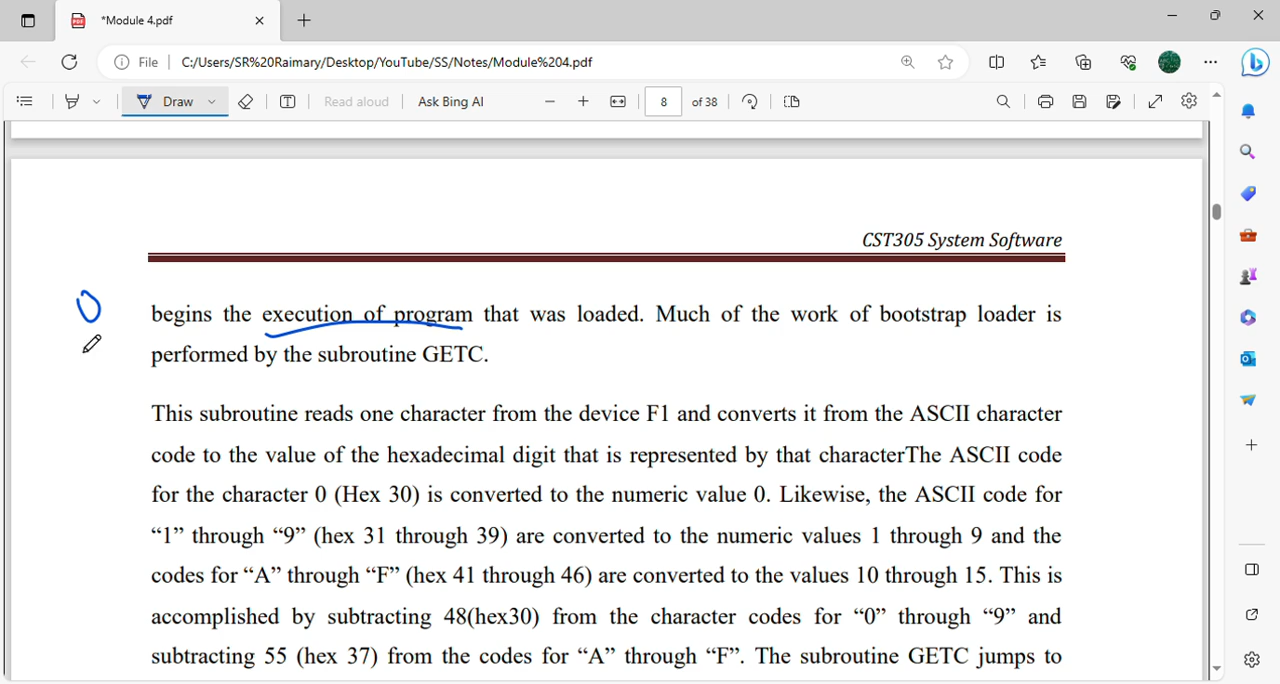 *Module 4.pdf
File
C:/Users/SR%20Raimary/Desktop/YouTube/SS/Notes/Module%204.pdf
Draw
Read aloud
Ask Bing AI
8
of 38
CST305 System Software
0
begins the execution of program that was loaded. Much of the work of bootstrap loader is
performed by the subroutine GETC.
This subroutine reads one character from the device F1 and converts it from the ASCII character
code to the value of the hexadecimal digit that is represented by that characterThe ASCII code
for the character 0 (Hex 30) is converted to the numeric value 0. Likewise, the ASCII code for
“1” through “9” (hex 31 through 39) are converted to the numeric values 1 through 9 and the
codes for “A” through “F” (hex 41 through 46) are converted to the values 10 through 15. This is
accomplished by subtracting 48(hex30) from the character codes for “0” through “9” and
subtracting 55 (hex 37) from the codes for “A” through “F”. The subroutine GETC jumps to